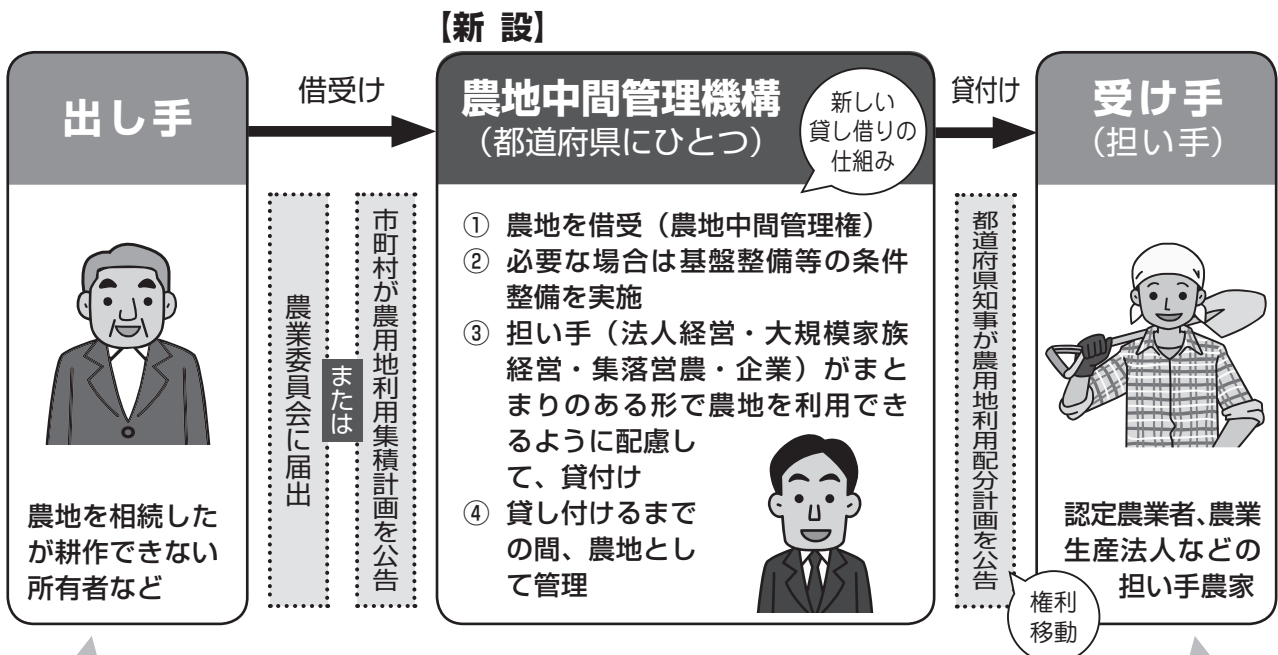 【新 設】
出し手
借受け
農地中間管理機構
（都道府県にひとつ）
新しい
貸し借りの
仕組み
貸付け
受け手
（担い手）
農業委員会に届出
または
市町村が農用地利用集積計画を公告
① 農地を借受（農地中間管理権）
② 必要な場合は基盤整備等の条件
整備を実施
③ 担い手（法人経営・大規模家族
経営・集落営農・企業）がまと
まりのある形で農地を利用でき
るように配慮し
て、貸付け
④ 貸し付けるまで
の間、農地とし
て管理
都道府県知事が農用地利用配分計画を公告
権利
移動
農地を相続した
が耕作できない
所有者など
認定農業者、農業
生産法人などの
担い手農家